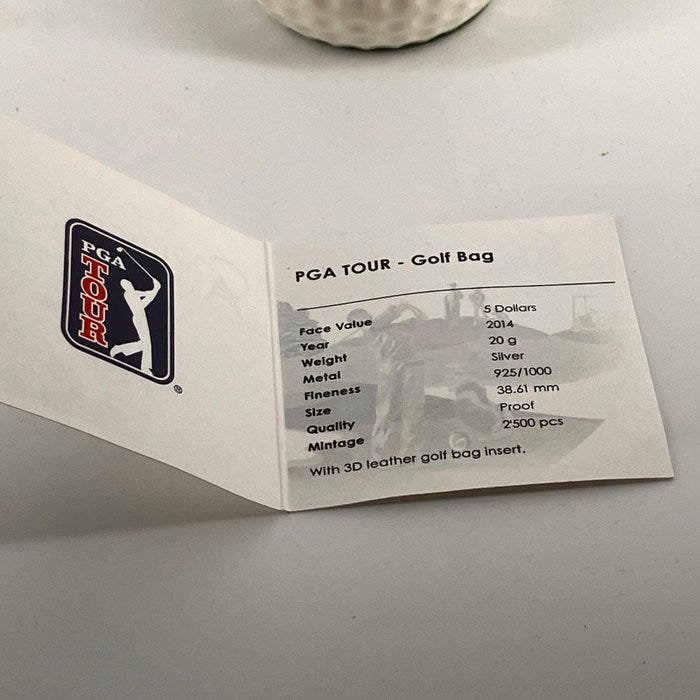 PGA
TOUR
®
PGA TOUR - Golf Bag
Face Value 5 Dollars
Year 2014
Weight 20 g
Metal Silver
Fineness 925/1000
Size 38.61 mm
Quality Proof
Mintage 2'500 pcs
With 3D leather golf bag insert.